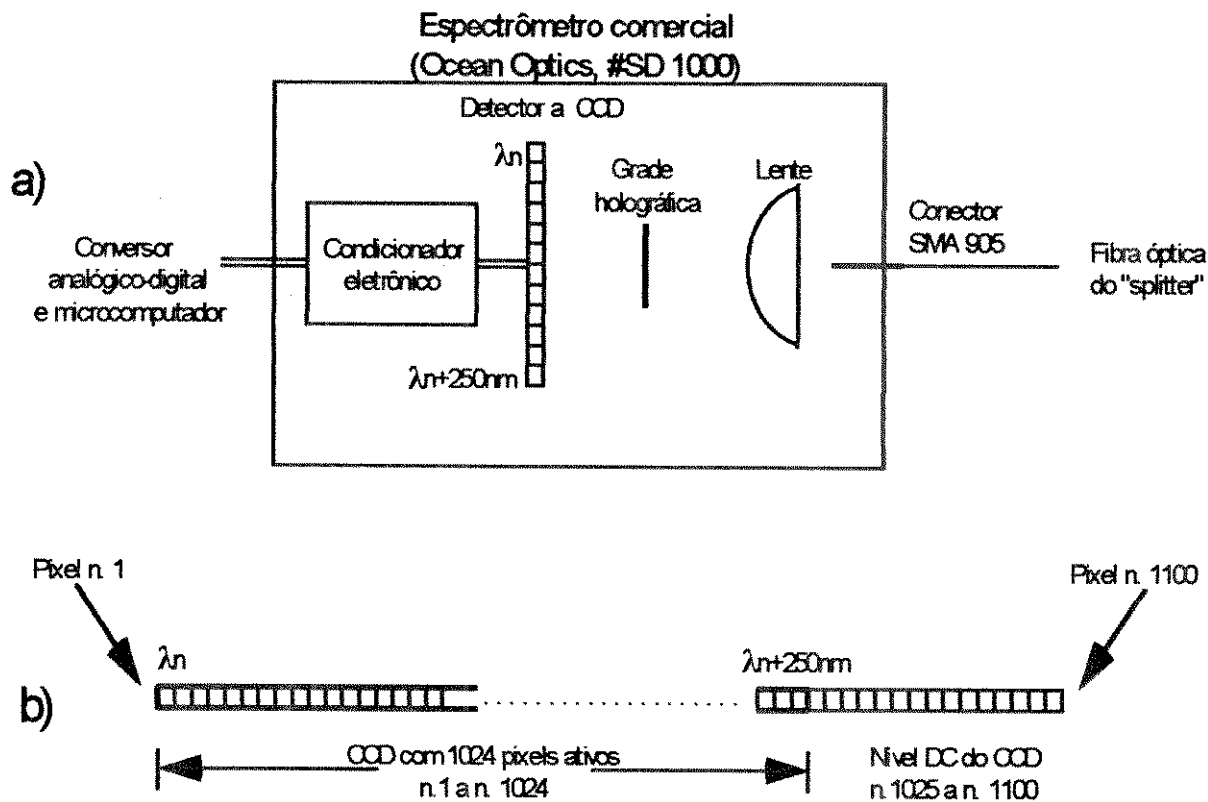 Espectrômetro comercial
(Ocean Optics, #SD 1000)
Detector a CCD
a)
λn
Grade
holográfica
Lente
Conector
SMA 905
Conversor
analógico-digital
e microcomputador
Condicionador
eletrônico
Fibra óptica
do "splitter"
λn+250nm
Pixel n. 1
Pixel n. 1100
λn
λn+250nm
b)
CCD com 1024 pixels ativos
n. 1 a n. 1024
Nível DC do CCD
n. 1025 a n. 1100